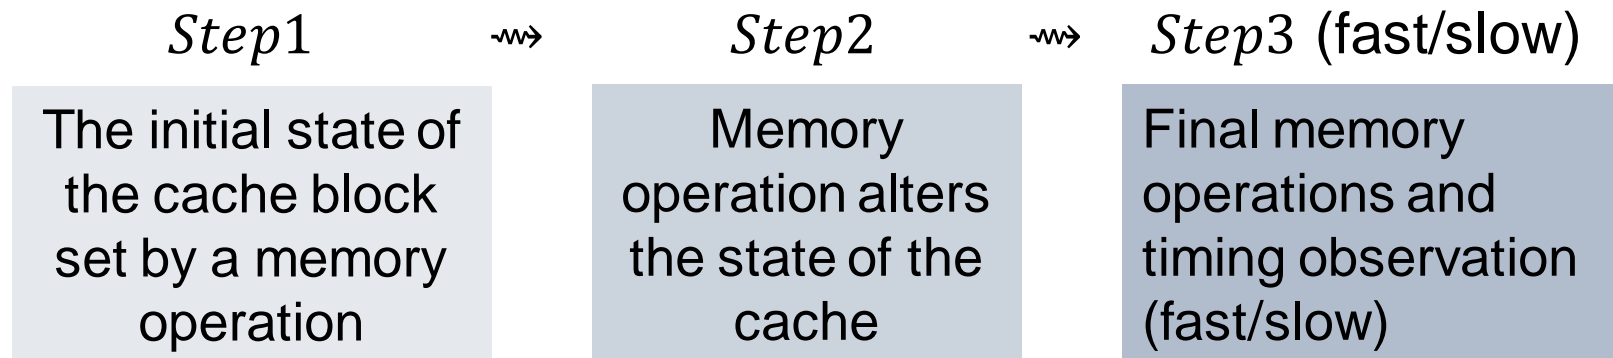 Step1 ⇝ Step2 ⇝ Step3 (fast/slow)
The initial state of
the cache block
set by a memory
operation
Memory
operation alters
the state of the
cache
Final memory
operations and
timing observation
(fast/slow)